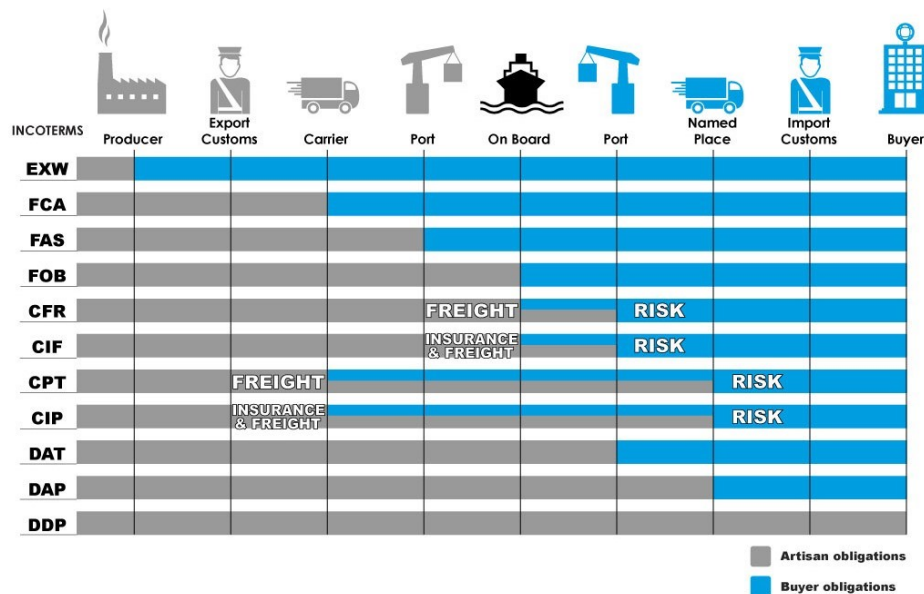 INCOTERMS
Producer
Export
Customs
Carrier
Port
On Board
Port
Named
Place
Import
Customs
Buyer
EXW
FCA
FAS
FOB
CFR
FREIGHT
RISK
CIF
INSURANCE
& FREIGHT
RISK
CPT
FREIGHT
RISK
CIP
INSURANCE
& FREIGHT
RISK
DAT
DAP
DDP
Artisan obligations
Buyer obligations